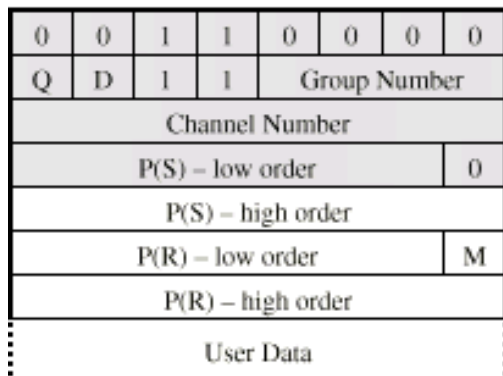 0 0 1 1 0 0 0 0
Q D 1 1 Group Number
Channel Number
P(S) – low order 0
P(S) – high order
P(R) – low order M
P(R) – high order
User Data